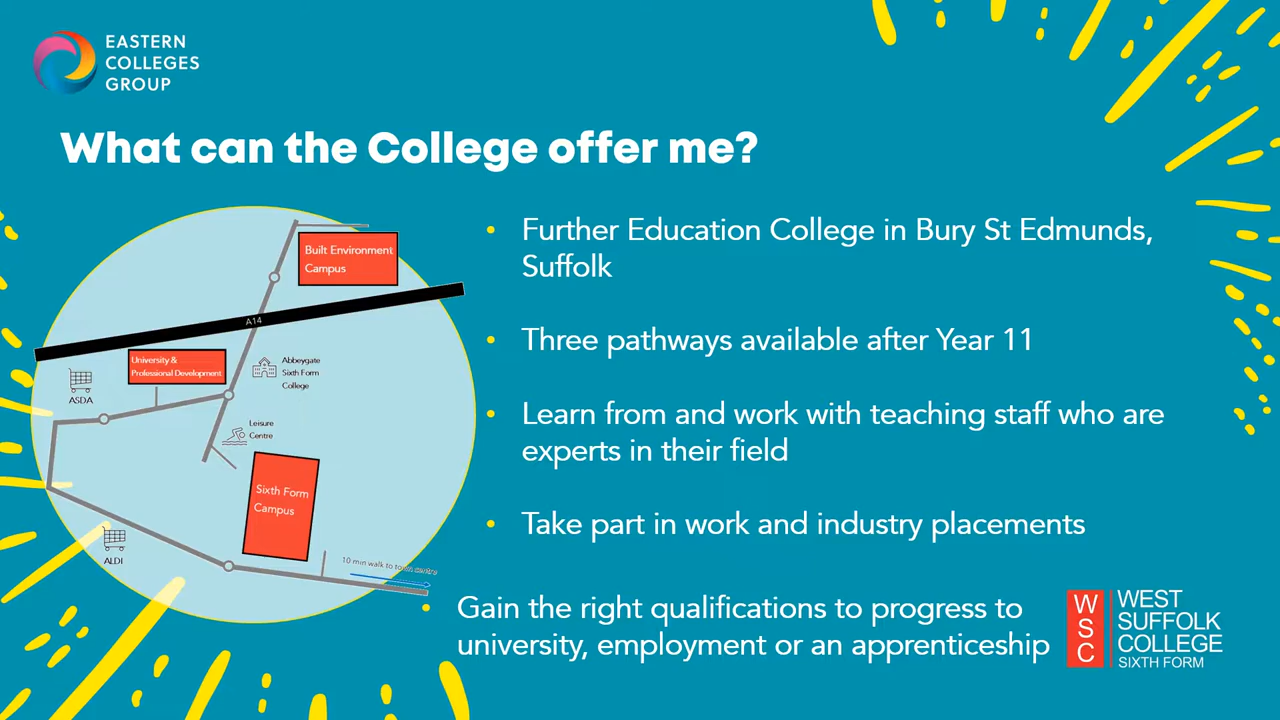 EASTERN
COLLEGES
GROUP
What can the College offer me?
Built Environment
Campus
A14
University &
Professional Development
Abbeygate
Sixth Form
College
ASDA
Leisure
Centre
Sixth Form
Campus
ALDI
10 min walk to town centre
• Further Education College in Bury St Edmunds,
Suffolk
• Three pathways available after Year 11
• Learn from and work with teaching staff who are
experts in their field
• Take part in work and industry placements
• Gain the right qualifications to progress to
university, employment or an apprenticeship
WSC
WEST
SUFFOLK
COLLEGE
SIXTH FORM